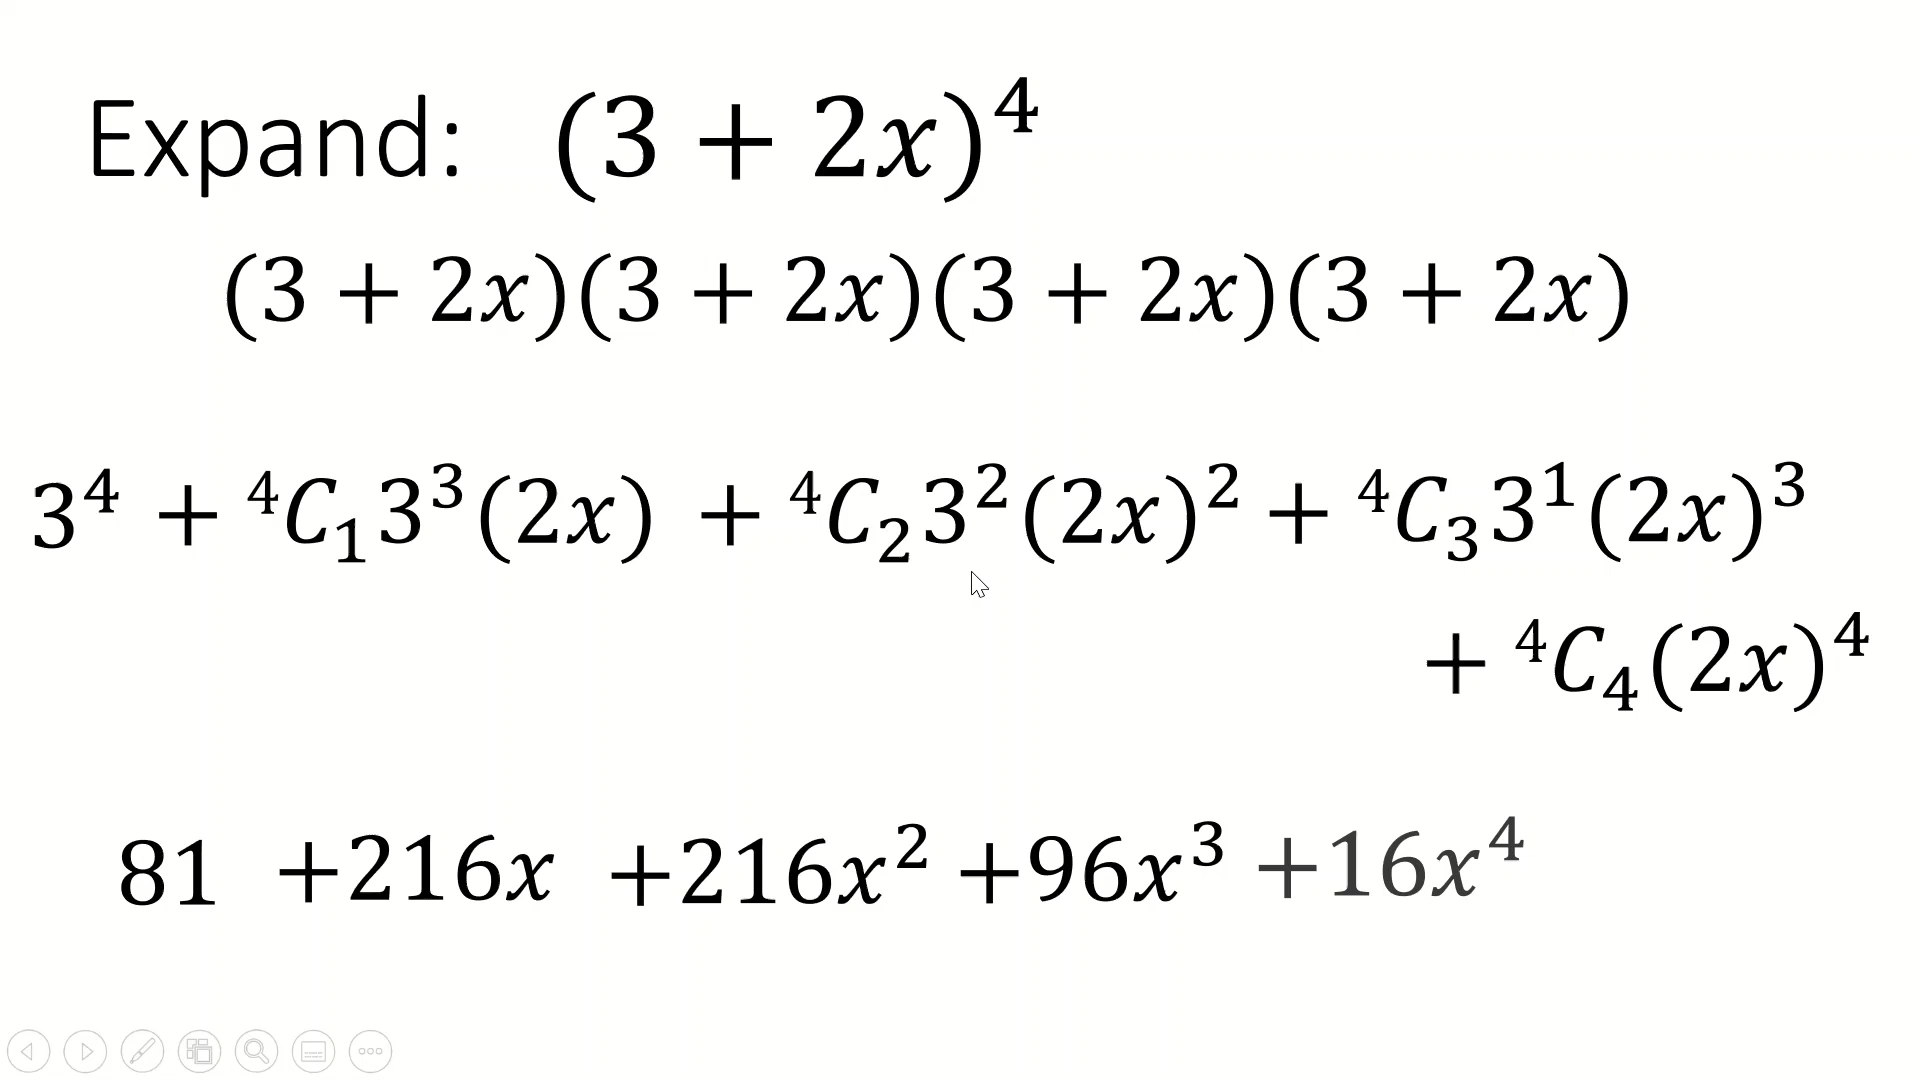 Expand: (3 + 2x)⁴
(3 + 2x)(3 + 2x)(3 + 2x)(3 + 2x)
3⁴ + ⁴C₁3³(2x) + ⁴C₂3²(2x)² + ⁴C₃3¹(2x)³
+ ⁴C₄(2x)⁴
81 +216x +216x² +96x³ +16x⁴